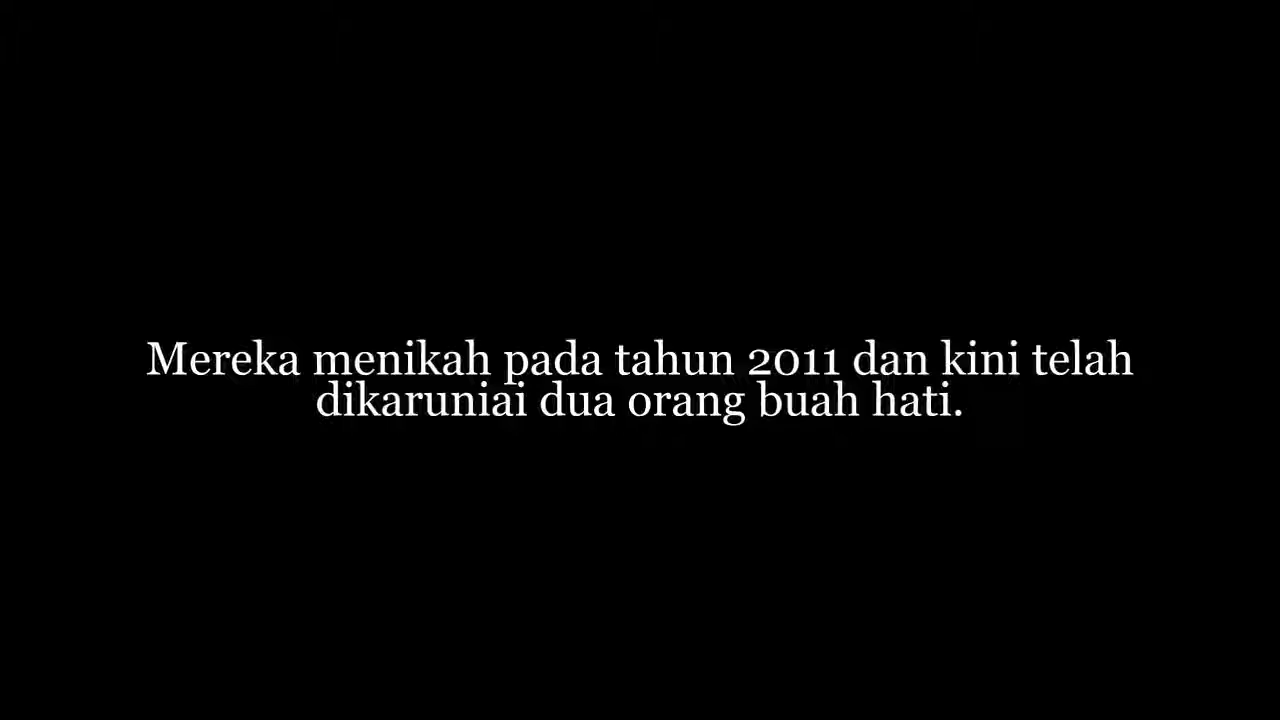 Mereka menikah pada tahun 2011 dan kini telah
dikaruniai dua orang buah hati.